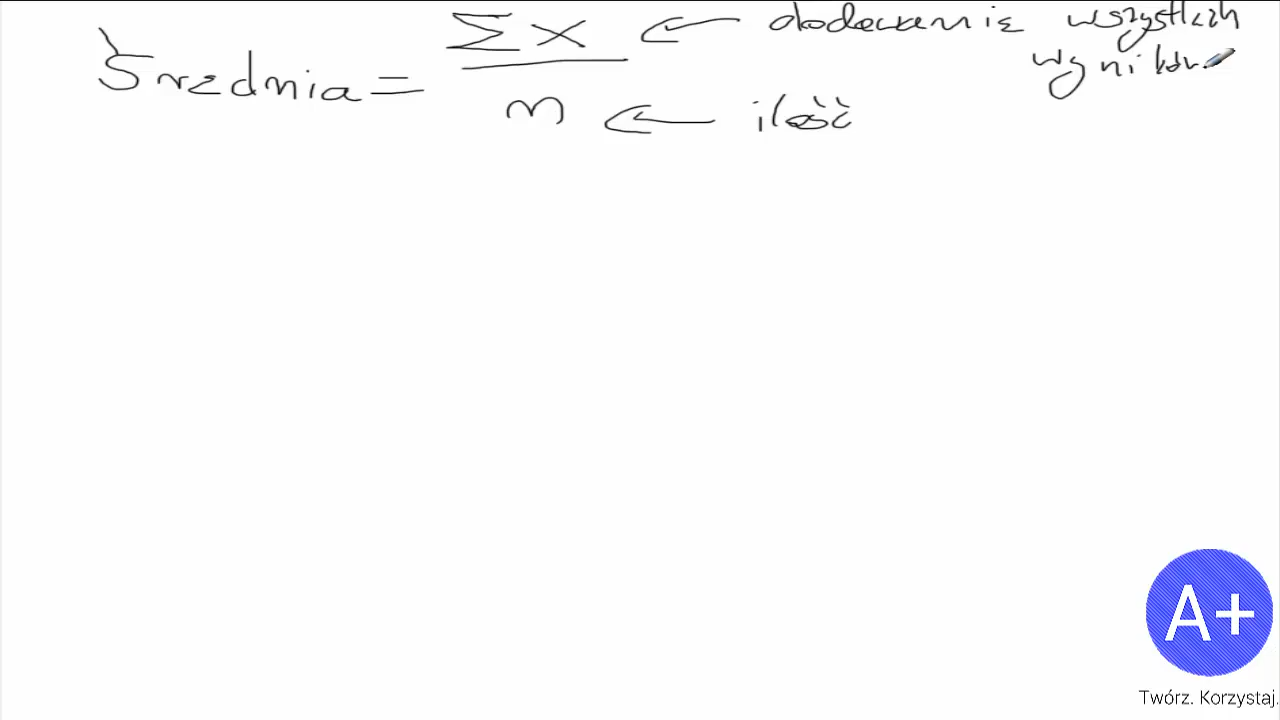 Średnia = ΣX / n
← dodawanie wszystkich
wyników
← ilość
A+
Twórz. Korzystaj.